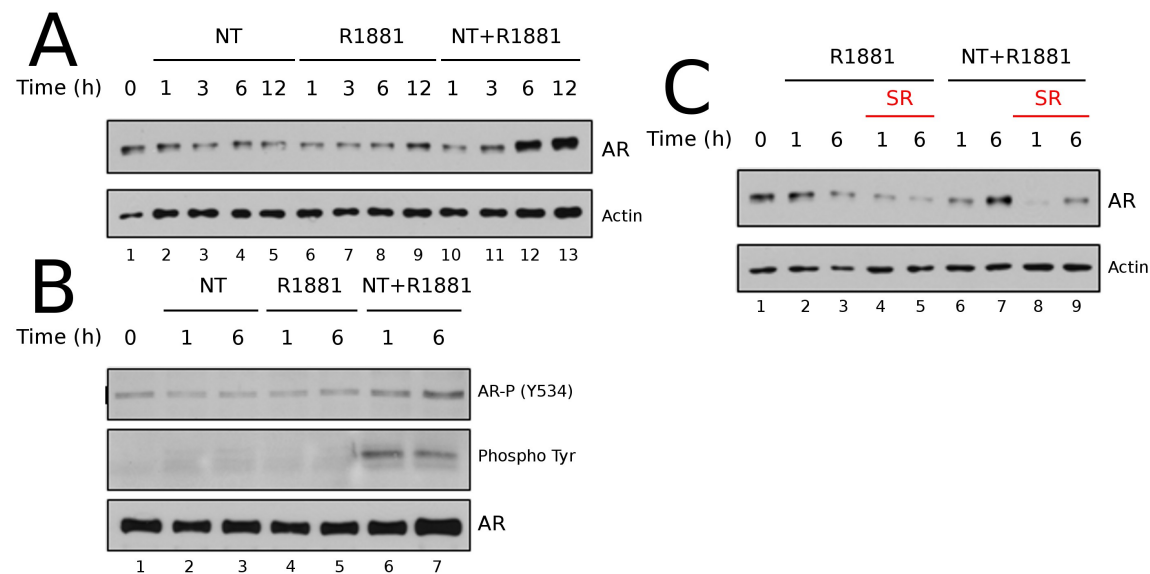 A
NT R1881 NT+R1881
Time (h) 0 1 3 6 12 1 3 6 12 1 3 6 12
AR
Actin
1 2 3 4 5 6 7 8 9 10 11 12 13
B
NT R1881 NT+R1881
Time (h) 0 1 6 1 6 1 6
AR-P (Y534)
Phospho Tyr
AR
1 2 3 4 5 6 7
C
R1881 NT+R1881
SR SR
Time (h) 0 1 6 1 6 1 6 1 6
AR
Actin
1 2 3 4 5 6 7 8 9